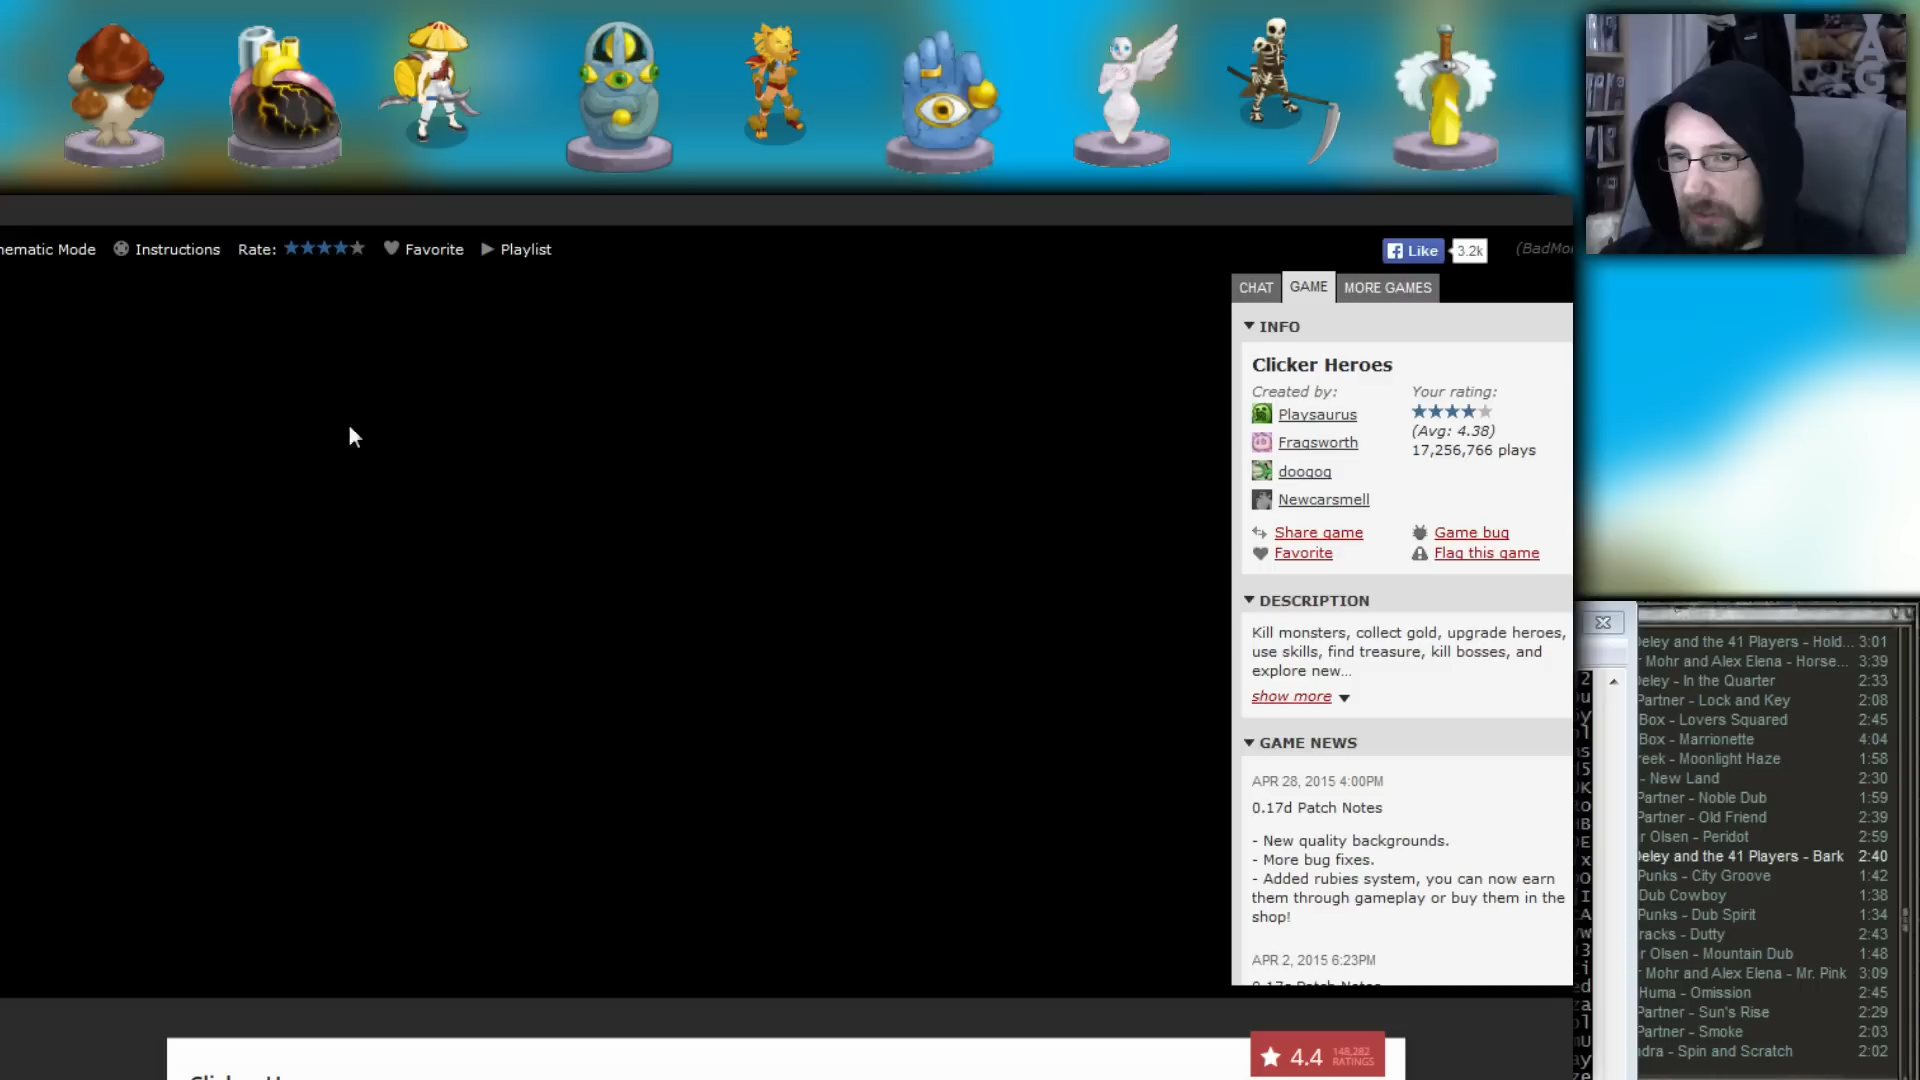 Mode
Instructions
Rate:
Favorite
Playlist
Like
3.2k
CHAT
GAME
MORE GAMES
INFO
Clicker Heroes
Created by:
Your rating:
Playsaurus
(Avg: 4.38)
Fragsworth
17,256,766 plays
doogog
Newcarsmell
Share game
Game bug
Favorite
Flag this game
DESCRIPTION
Kill monsters, collect gold, upgrade heroes,
use skills, find treasure, kill bosses, and
explore new...
show more
GAME NEWS
APR 28, 2015 4:00PM
0.17d Patch Notes
- New quality backgrounds.
- More bug fixes.
- Added rubies system, you can now earn
them through gameplay or buy them in the
shop!
APR 2, 2015 6:23PM
4.4
148,282
RATINGS
and the 41 Players - Hold... 3:01
Mohr and Alex Elena - Horse... 3:39
- In the Quarter 2:33
Partner - Lock and Key 2:08
Box - Lovers Squared 2:45
Box - Marrionette 4:04
- Moonlight Haze 1:58
- New Land 2:30
Partner - Noble Dub 1:59
Partner - Old Friend 2:39
Olsen - Peridot 2:59
and the 41 Players - Bark 2:40
Punks - City Groove 1:42
Dub Cowboy 1:38
Punks - Dub Spirit 1:34
- Dutty 2:43
Olsen - Mountain Dub 1:48
Mohr and Alex Elena - Mr. Pink 3:09
Huma - Omission 2:45
Partner - Sun's Rise 2:29
Partner - Smoke 2:03
- Spin and Scratch 2:02